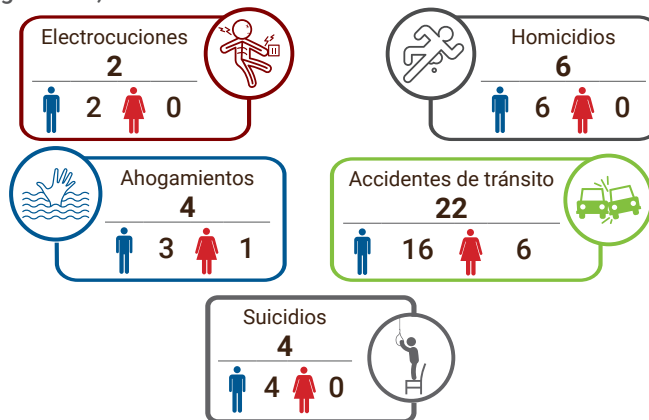 Electrocuciones
2
2 0
Homicidios
6
6 0
Ahogamientos
4
3 1
Accidentes de tránsito
22
16 6
Suicidios
4
4 0